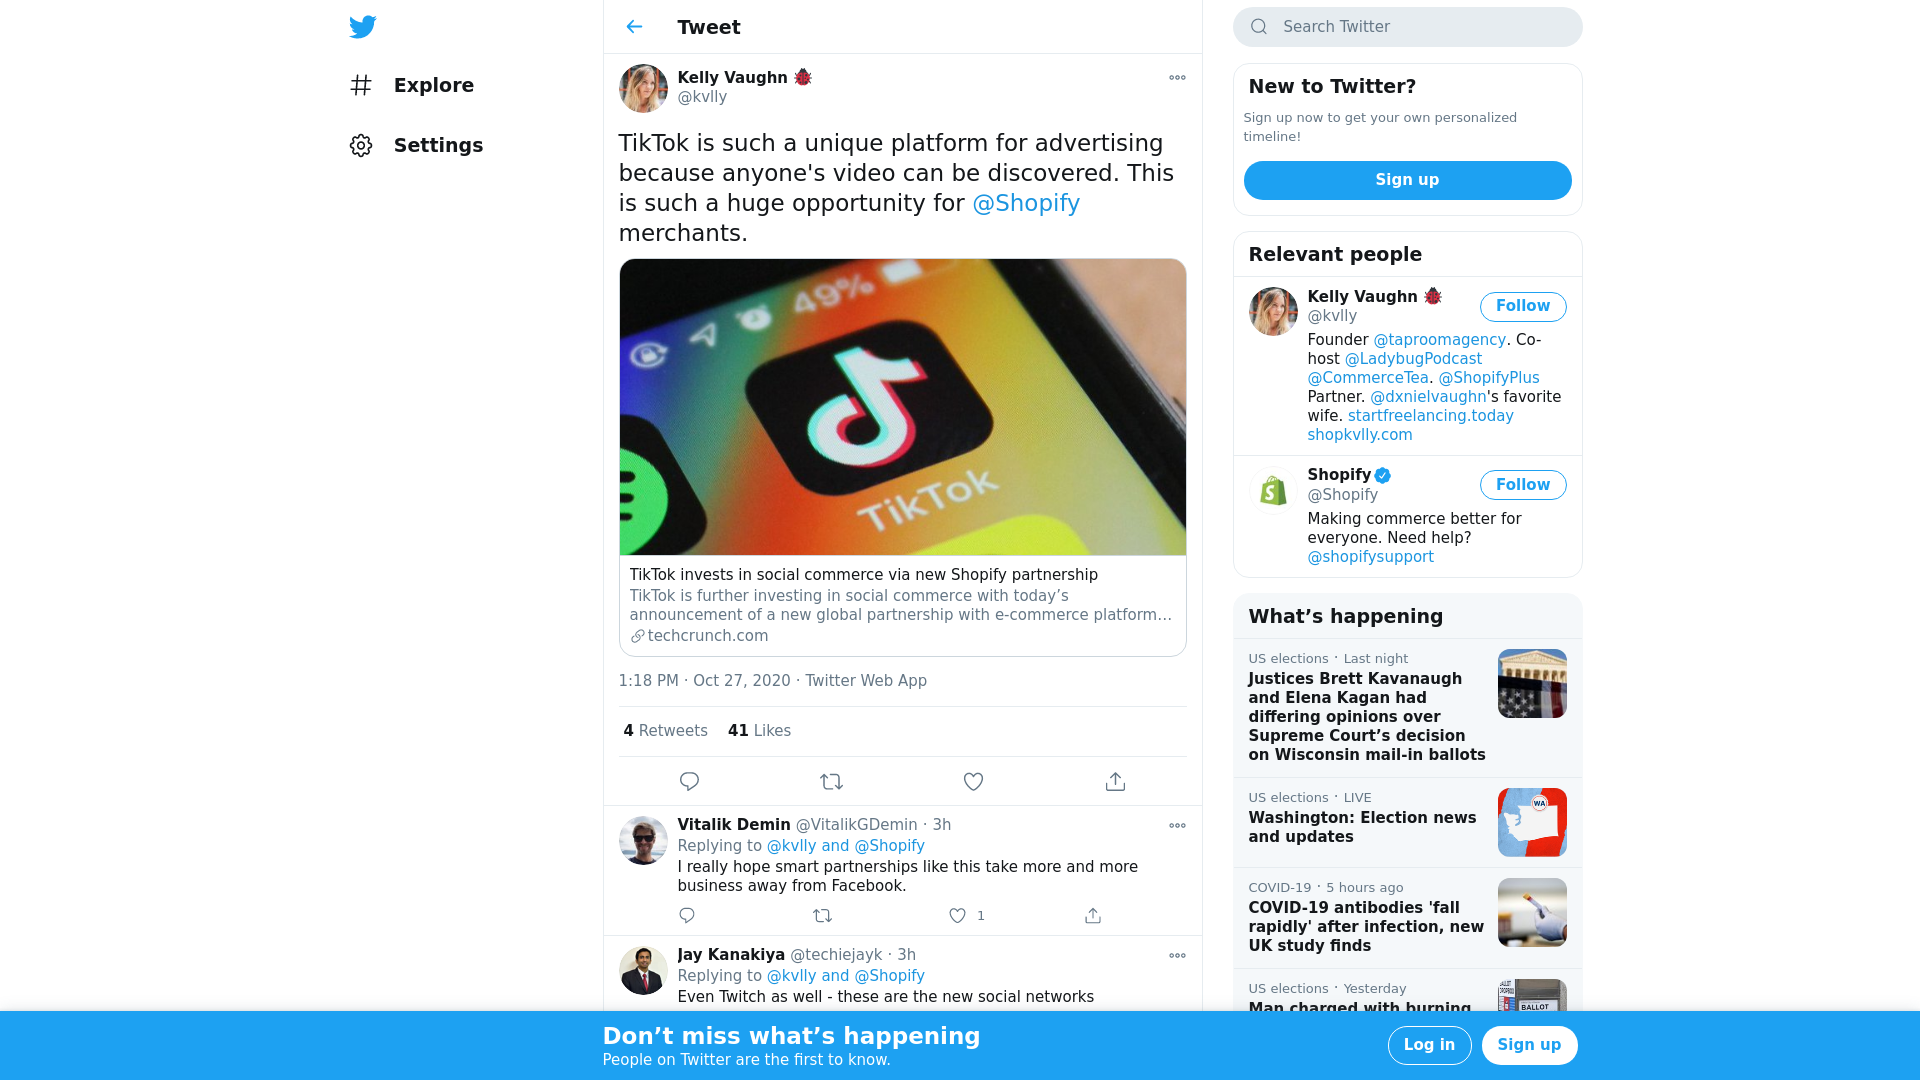 Explore
Settings
Tweet
Kelly Vaughn 🐞
@kvlly
TikTok is such a unique platform for advertising
because anyone's video can be discovered. This
is such a huge opportunity for @Shopify
merchants.
49%
TikTok
TikTok invests in social commerce via new Shopify partnership
TikTok is further investing in social commerce with today’s
announcement of a new global partnership with e-commerce platform…
techcrunch.com
1:18 PM · Oct 27, 2020 · Twitter Web App
4 Retweets 41 Likes
Vitalik Demin @VitalikGDemin · 3h
Replying to @kvlly and @Shopify
I really hope smart partnerships like this take more and more
business away from Facebook.
1
Jay Kanakiya @techiejayk · 3h
Replying to @kvlly and @Shopify
Even Twitch as well - these are the new social networks
Search Twitter
New to Twitter?
Sign up now to get your own personalized
timeline!
Sign up
Relevant people
Kelly Vaughn 🐞
@kvlly
Follow
Founder @taproomagency. Co-
host @LadybugPodcast
@CommerceTea. @ShopifyPlus
Partner. @dxnielvaughn's favorite
wife. startfreelancing.today
shopkvlly.com
Shopify
@Shopify
Follow
Making commerce better for
everyone. Need help?
@shopifysupport
What’s happening
US elections · Last night
Justices Brett Kavanaugh
and Elena Kagan had
differing opinions over
Supreme Court’s decision
on Wisconsin mail-in ballots
US elections · LIVE
Washington: Election news
and updates
WA
COVID-19 · 5 hours ago
COVID-19 antibodies 'fall
rapidly' after infection, new
UK study finds
US elections · Yesterday
Man charged with burning
BALLOT
Don’t miss what’s happening
People on Twitter are the first to know.
Log in
Sign up